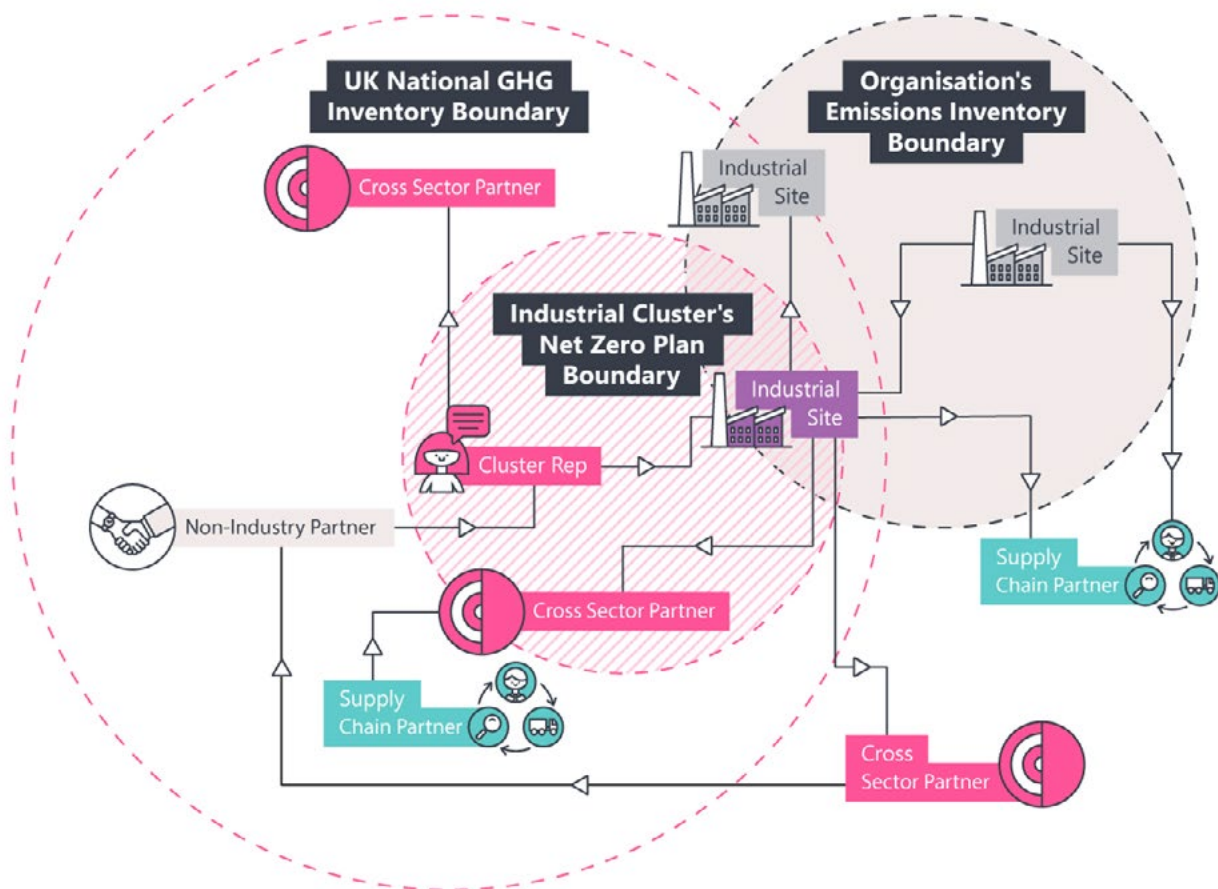 UK National GHG
Inventory Boundary
Organisation's
Emissions Inventory
Boundary
Cross Sector Partner
Industrial
Site
Industrial
Site
Industrial Cluster's
Net Zero Plan
Boundary
Industrial
Site
Cluster Rep
Non-Industry Partner
Supply
Chain Partner
Cross Sector Partner
Supply
Chain Partner
Cross
Sector Partner